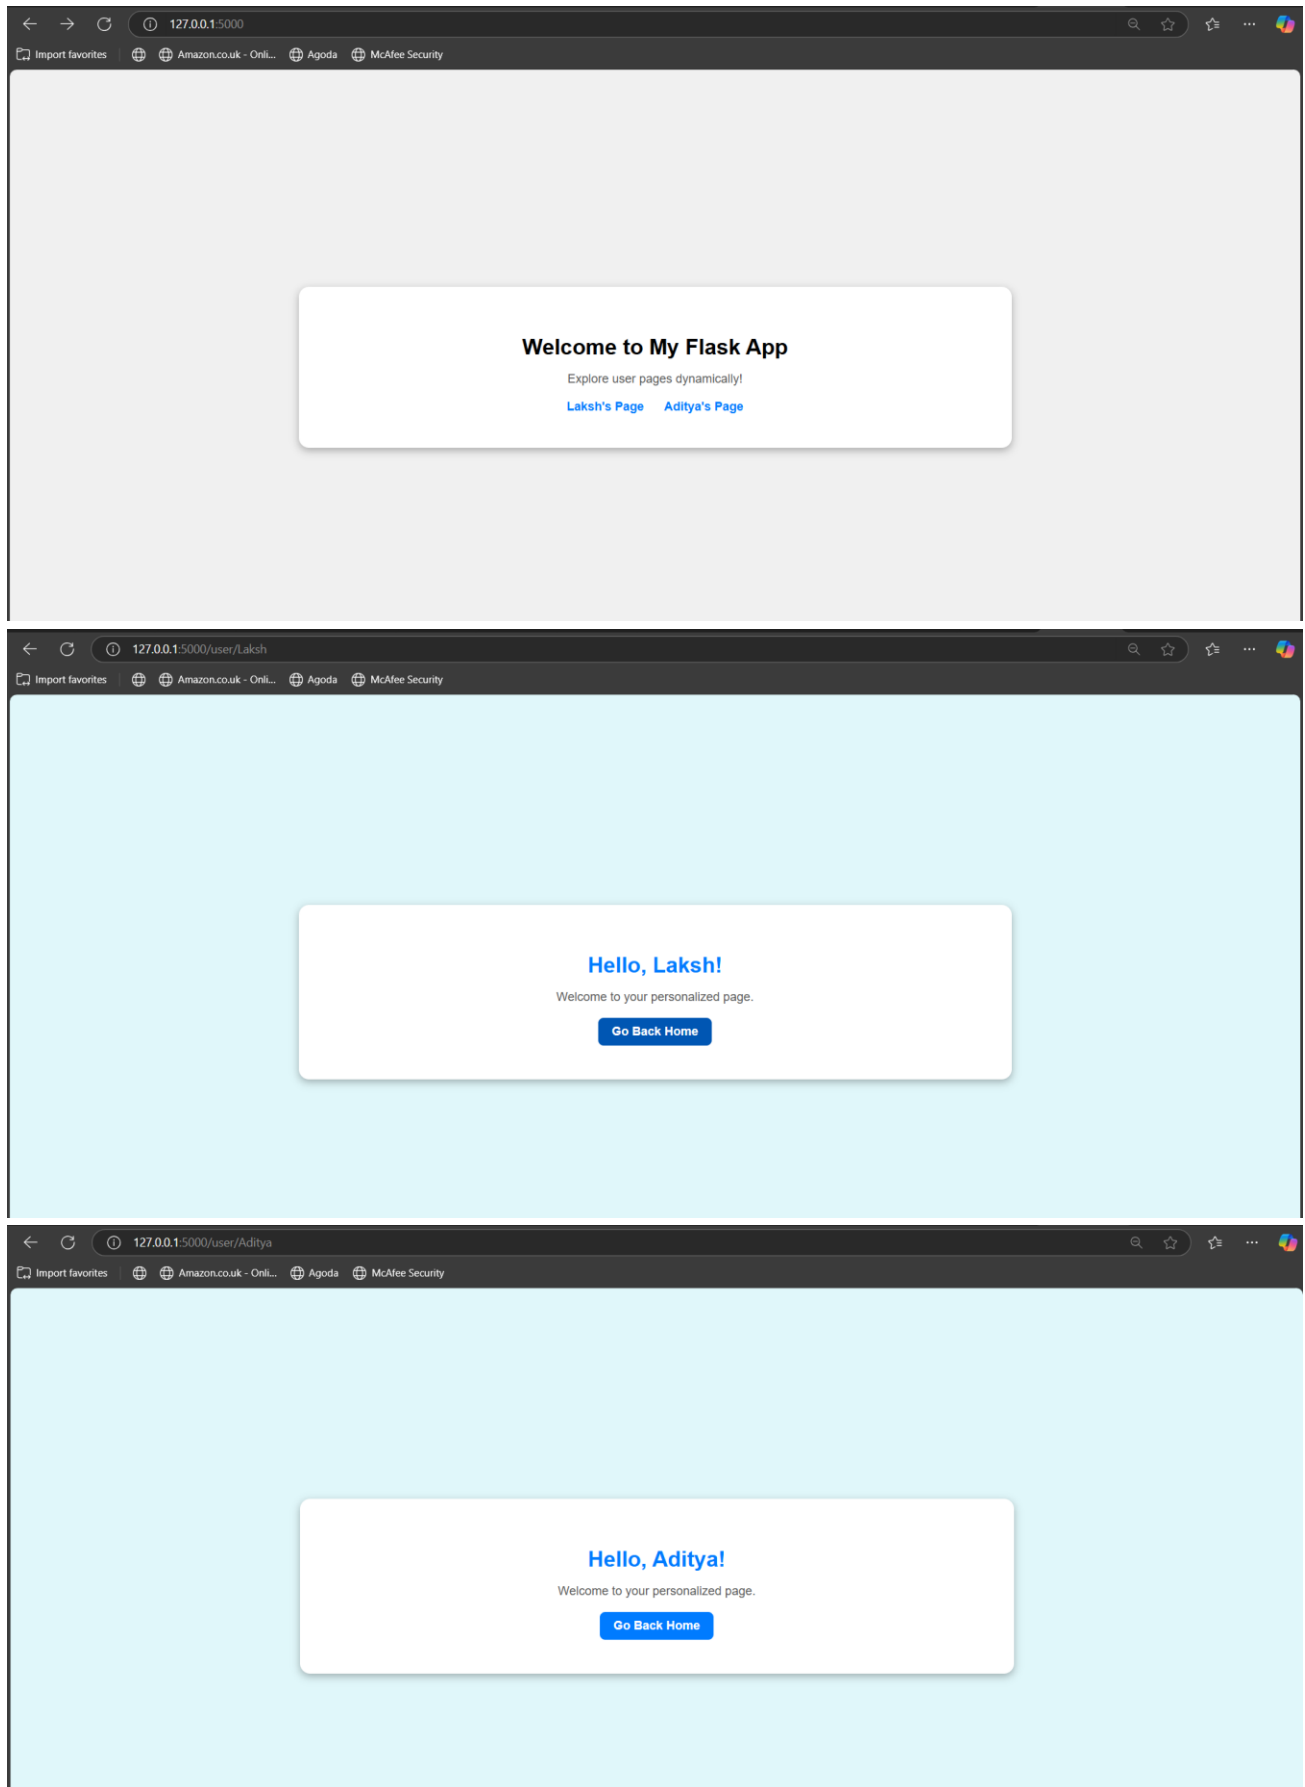 127.0.0.1:5000
Import favorites Amazon.co.uk - Onli... Agoda McAfee Security
Welcome to My Flask App
Explore user pages dynamically!
Laksh's Page Aditya's Page
127.0.0.1:5000/user/Laksh
Import favorites Amazon.co.uk - Onli... Agoda McAfee Security
Hello, Laksh!
Welcome to your personalized page.
Go Back Home
127.0.0.1:5000/user/Aditya
Import favorites Amazon.co.uk - Onli... Agoda McAfee Security
Hello, Aditya!
Welcome to your personalized page.
Go Back Home